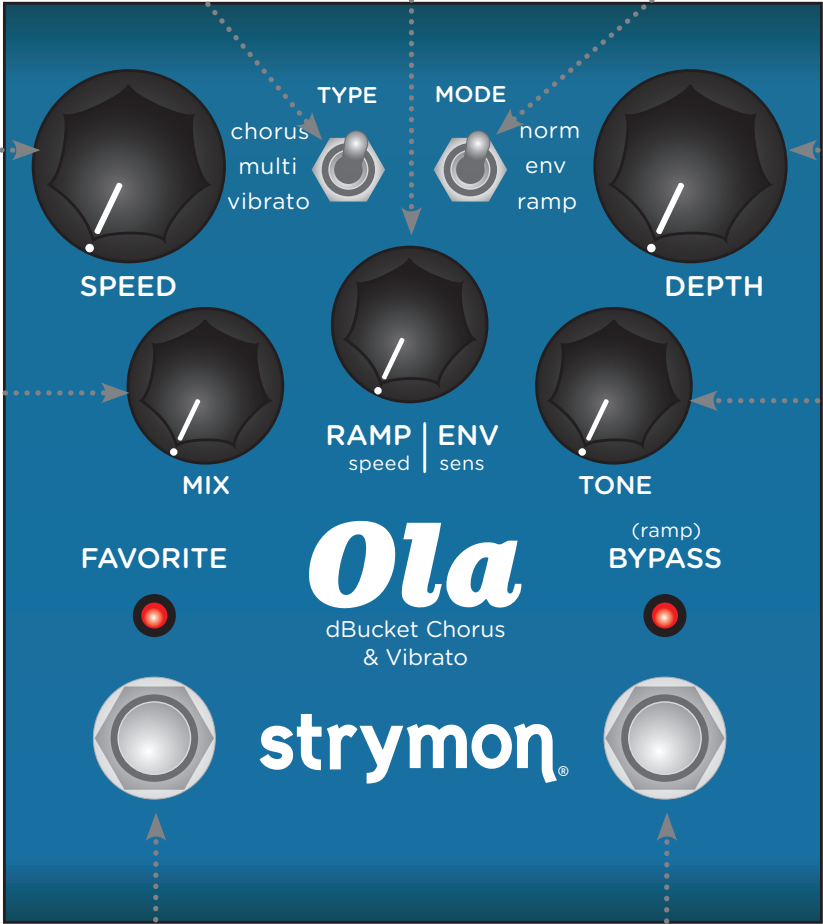 TYPE
MODE
chorus
multi
vibrato
norm
env
ramp
SPEED
DEPTH
RAMP | ENV
speed | sens
MIX
TONE
FAVORITE
(ramp)
BYPASS
Ola
dBucket Chorus
& Vibrato
strymon®